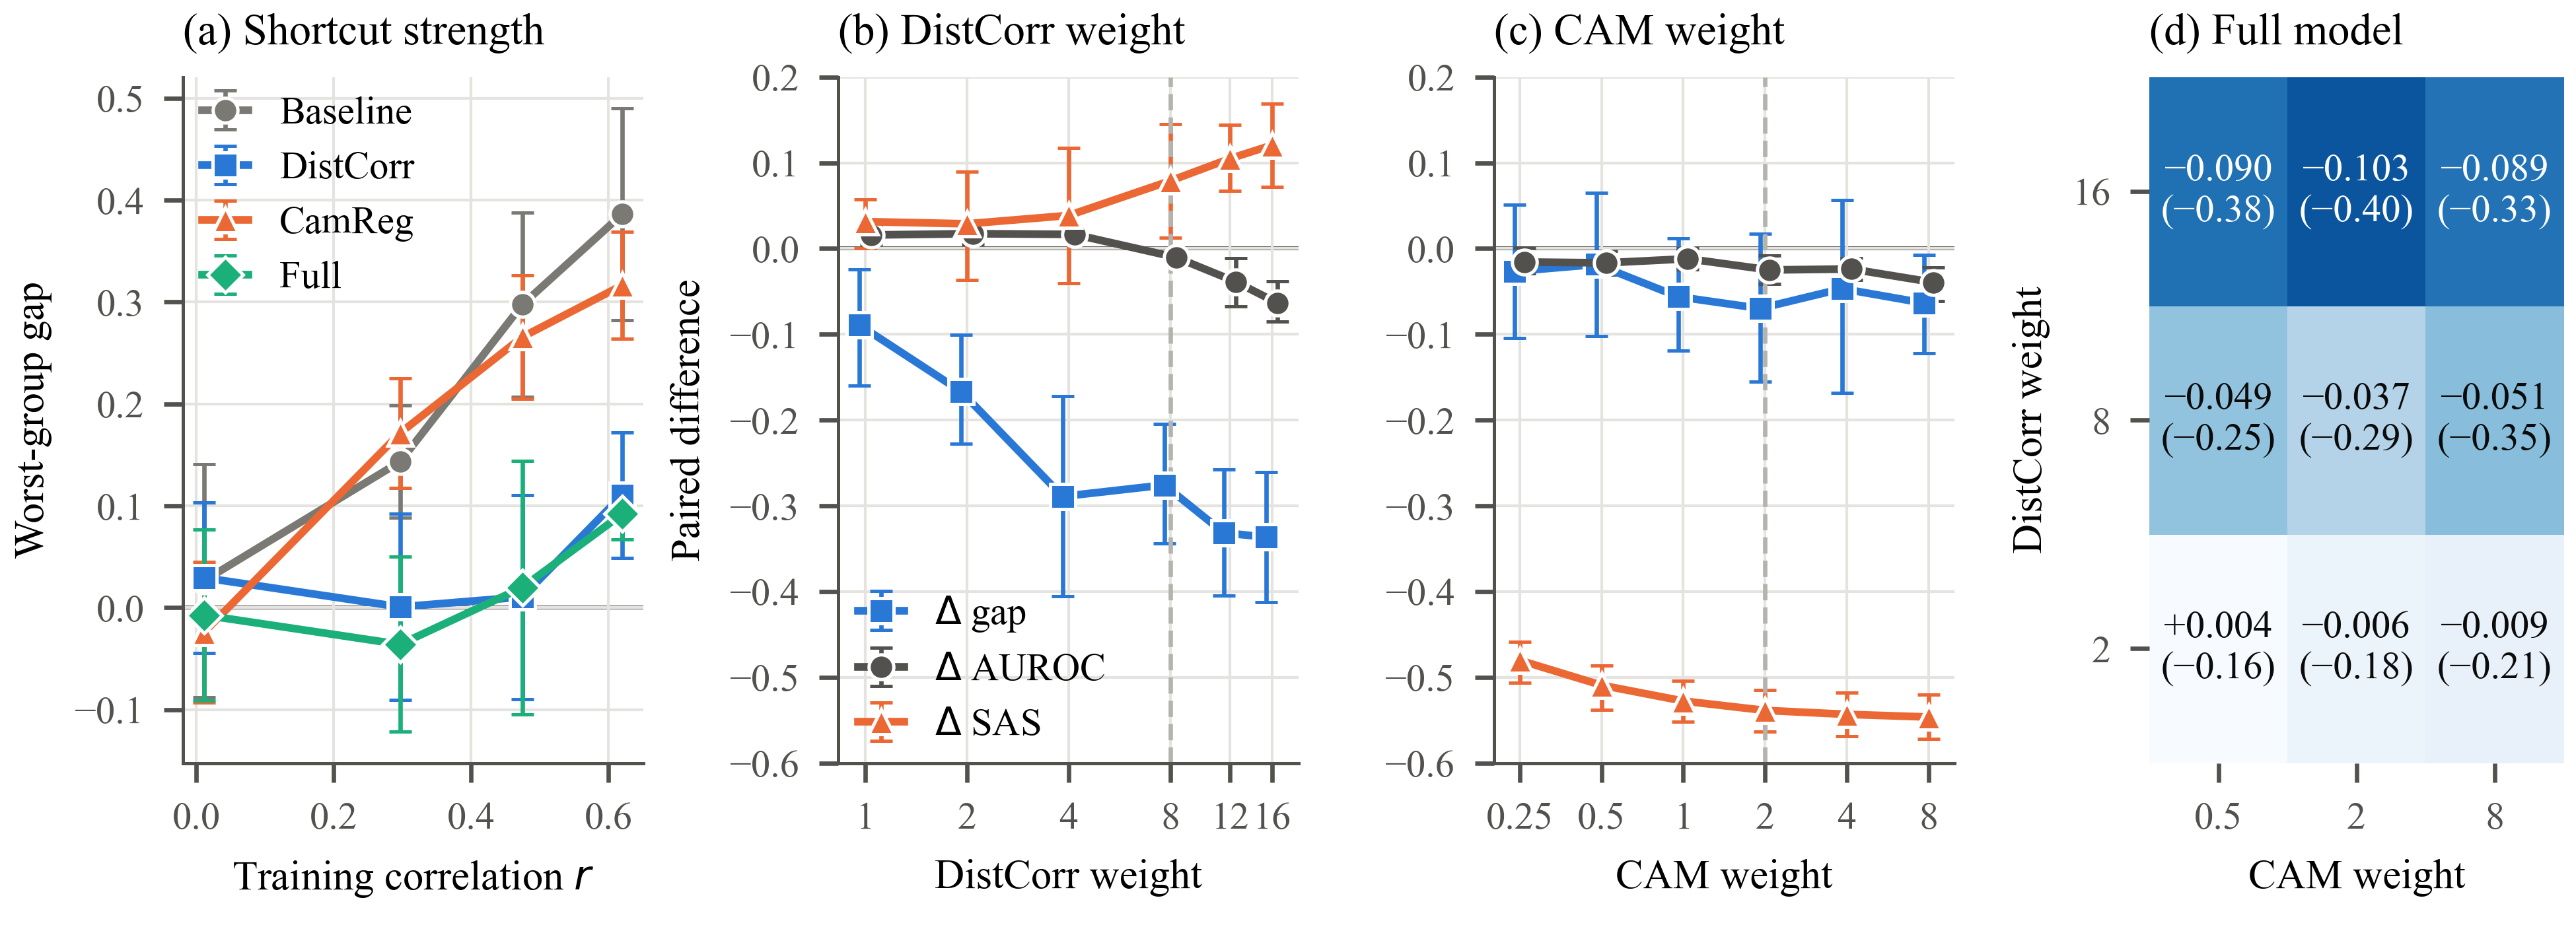 (a) Shortcut strength
Worst-group gap
0.5
0.4
0.3
0.2
0.1
0.0
−0.1
Baseline
DistCorr
CamReg
Full
0.0 0.2 0.4 0.6
Training correlation r
(b) DistCorr weight
Paired difference
0.2
0.1
0.0
−0.1
−0.2
−0.3
−0.4
−0.5
−0.6
Δ gap
Δ AUROC
Δ SAS
1 2 4 8 12 16
DistCorr weight
(c) CAM weight
0.2
0.1
0.0
−0.1
−0.2
−0.3
−0.4
−0.5
−0.6
0.25 0.5 1 2 4 8
CAM weight
(d) Full model
DistCorr weight
16
8
2
−0.090 −0.103 −0.089
(−0.38) (−0.40) (−0.33)
−0.049 −0.037 −0.051
(−0.25) (−0.29) (−0.35)
+0.004 −0.006 −0.009
(−0.16) (−0.18) (−0.21)
0.5 2 8
CAM weight